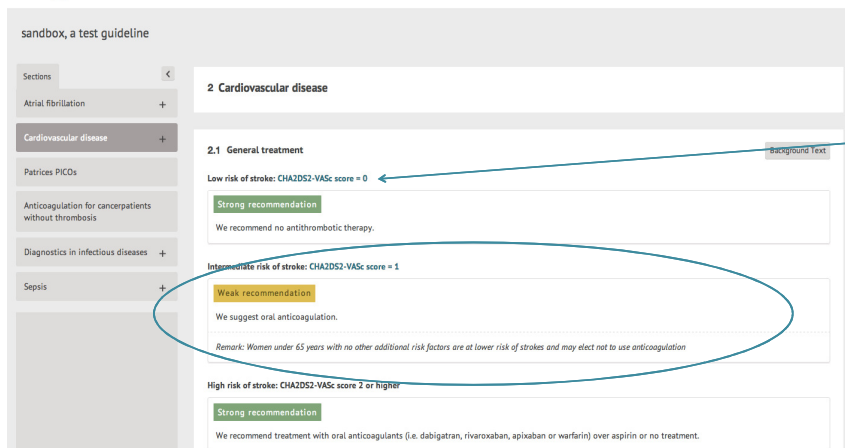 sandbox, a test guideline
Sections
Atrial fibrillation
Cardiovascular disease
Patrices PICOs
Anticoagulation for cancerpatients
without thrombosis
Diagnostics in infectious diseases
Sepsis
2 Cardiovascular disease
2.1 General treatment
Background Text
Low risk of stroke: CHA2DS2-VASc score = 0
Strong recommendation
We recommend no antithrombotic therapy.
Intermediate risk of stroke: CHA2DS2-VASc score = 1
Weak recommendation
We suggest oral anticoagulation.
Remark: Women under 65 years with no other additional risk factors are at lower risk of strokes and may elect not to use anticoagulation
High risk of stroke: CHA2DS2-VASc score 2 or higher
Strong recommendation
We recommend treatment with oral anticoagulants (i.e. dabigatran, rivaroxaban, apixaban or warfarin) over aspirin or no treatment.